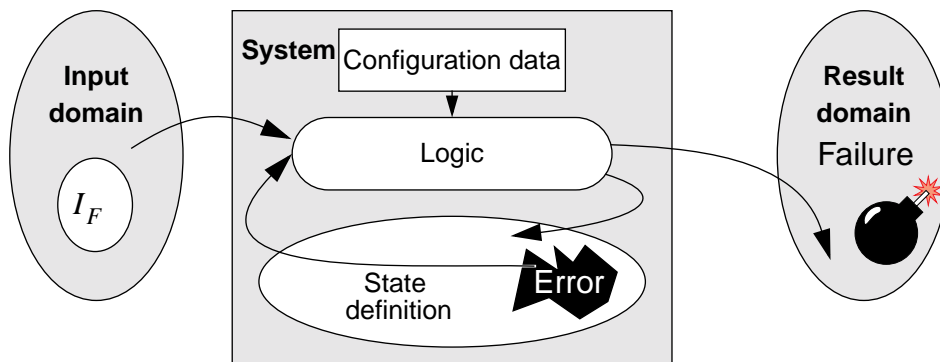 Input
domain
I_F
System
Configuration data
Logic
State
definition
Error
Result
domain
Failure